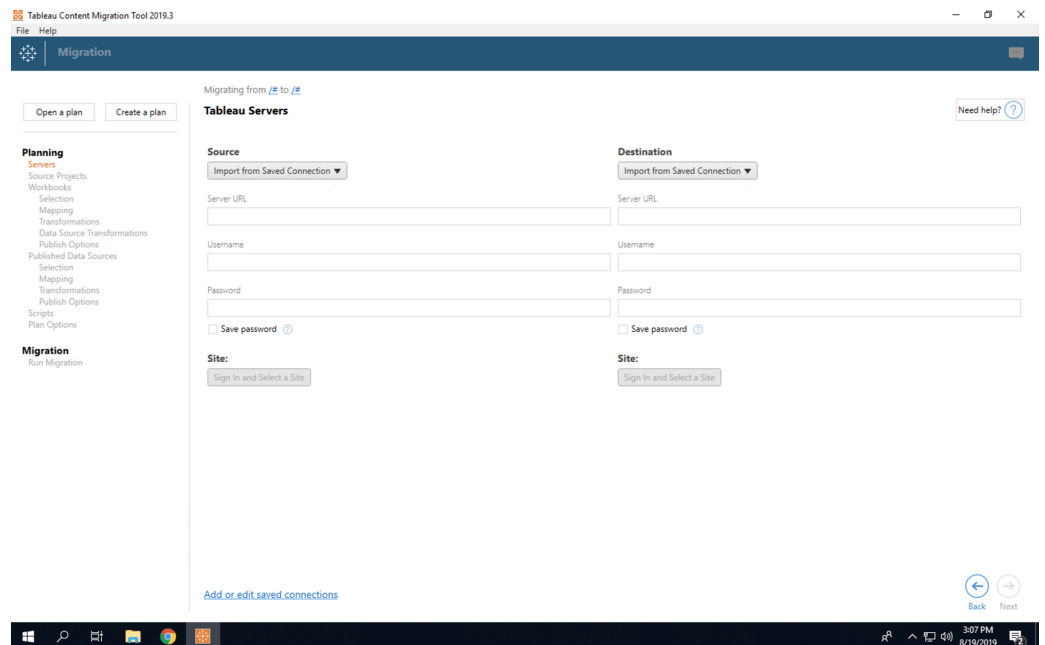 Tableau Content Migration Tool 2019.3
File Help
Migration
Migrating from /# to /#
Open a plan Create a plan
Tableau Servers
Need help? ?
Planning
Servers
Source Projects
Workbooks
Selection
Mapping
Transformations
Data Source Transformations
Publish Options
Published Data Sources
Selection
Mapping
Transformations
Publish Options
Scripts
Plan Options
Migration
Run Migration
Source
Import from Saved Connection ▼
Server URL
Username
Password
Save password ?
Site:
Sign In and Select a Site
Destination
Import from Saved Connection ▼
Server URL
Username
Password
Save password ?
Site:
Sign In and Select a Site
Add or edit saved connections
Back Next
3:07 PM
8/19/2019
2